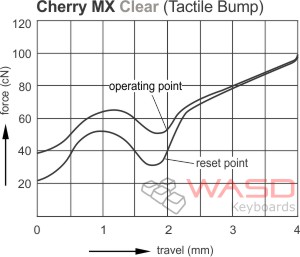 Cherry MX Clear (Tactile Bump)
120
100
80
60
40
20
force (cN)
operating point
reset point
WASD
Keyboards
0 1 2 3 4
travel (mm)